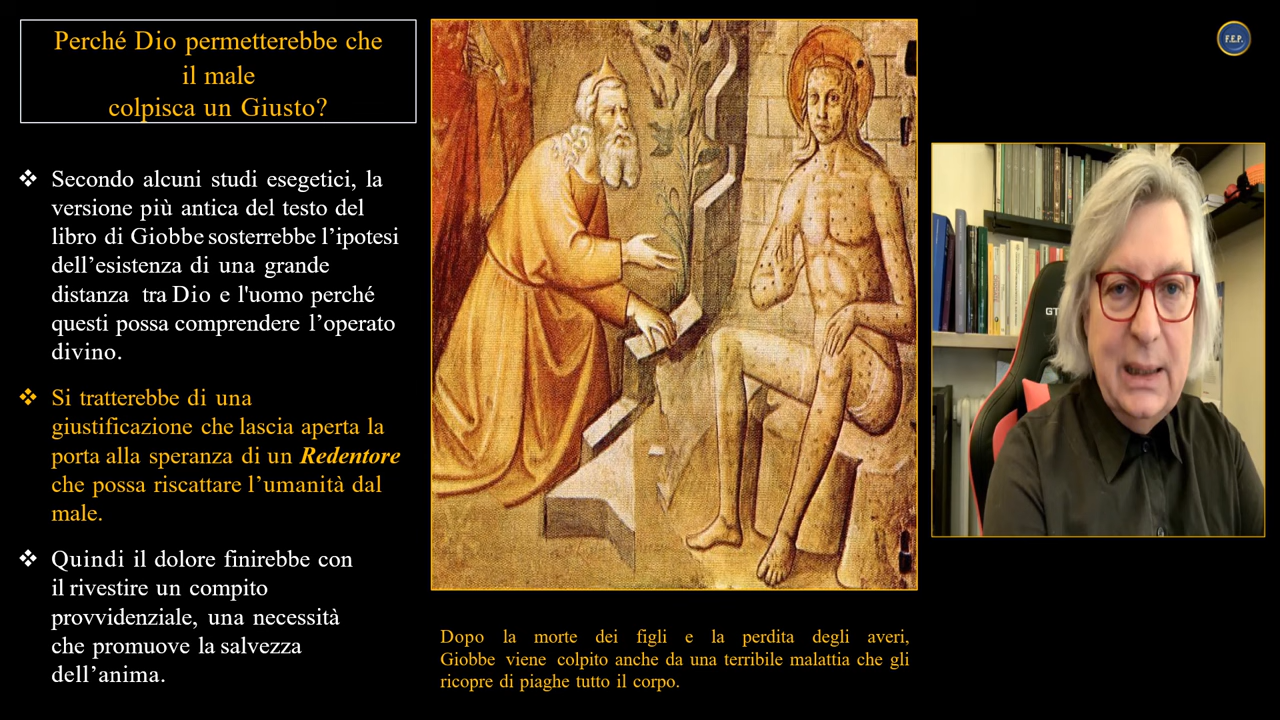 Perché Dio permetterebbe che
il male
colpisca un Giusto?
❖ Secondo alcuni studi esegetici, la
versione più antica del testo del
libro di Giobbe sosterrebbe l’ipotesi
dell’esistenza di una grande
distanza tra Dio e l'uomo perché
questi possa comprendere l’operato
divino.
❖ Si tratterebbe di una
giustificazione che lascia aperta la
porta alla speranza di un Redentore
che possa riscattare l’umanità dal
male.
❖ Quindi il dolore finirebbe con
il rivestire un compito
provvidenziale, una necessità
che promuove la salvezza
dell’anima.
Dopo la morte dei figli e la perdita degli averi,
Giobbe viene colpito anche da una terribile malattia che gli
ricopre di piaghe tutto il corpo.
F.E.P.
GT